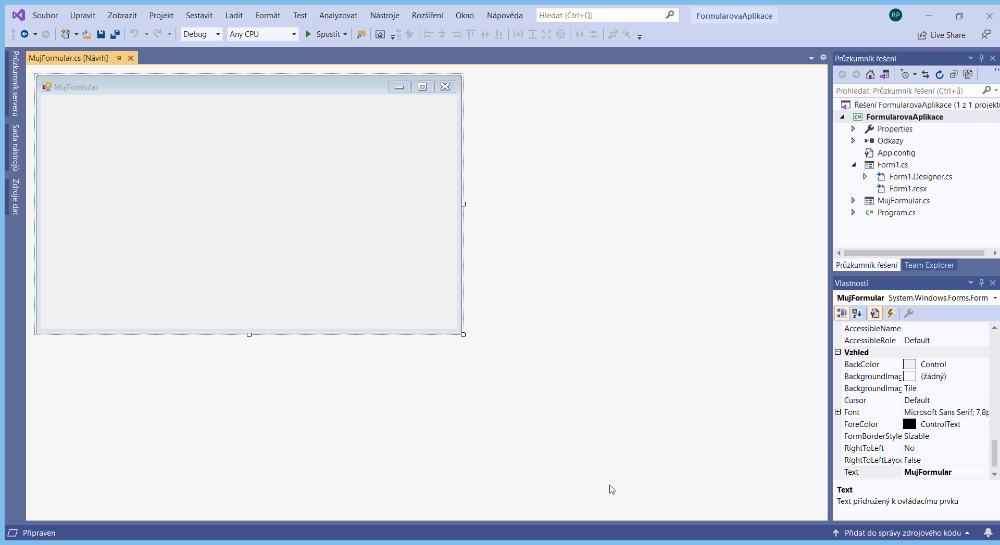 Soubor Upravit Zobrazit Projekt Sestavit Ladit Formát Test Analyzovat Nástroje Rozšíření Okno Nápověda Hledat (Ctrl+Q) FormularovaAplikace RP
Debug Any CPU Spustit Live Share
Průzkumník serveru
Sada nástrojů
Zdroje dat
MujFormular.cs [Návrh]
MujFormular
Průzkumník řešení
Prohledat: Průzkumník řešení (Ctrl+ů)
Řešení FormularovaAplikace (1 z 1 projektů
FormularovaAplikace
Properties
Odkazy
App.config
Form1.cs
Form1.Designer.cs
Form1.resx
MujFormular.cs
C# Program.cs
Průzkumník řešení Team Explorer
Vlastnosti
MujFormular System.Windows.Forms.Form
AccessibleName
AccessibleRole Default
Vzhled
BackColor Control
BackgroundImag (žádný)
BackgroundImag Tile
Cursor Default
Font Microsoft Sans Serif; 7,8p
ForeColor ControlText
FormBorderStyle Sizable
RightToLeft No
RightToLeftLayou False
Text MujFormular
Text
Text přidružený k ovládacímu prvku
Připraven
Přidat do správy zdrojového kódu